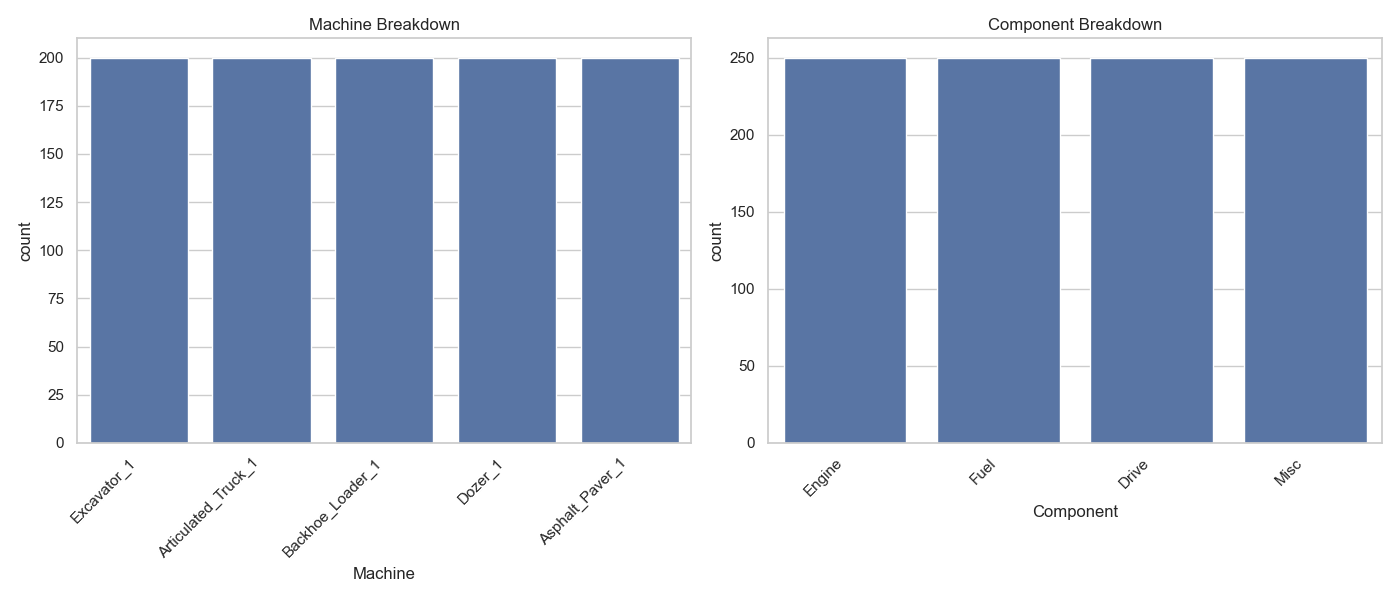 Machine Breakdown
200
175
150
125
100
75
50
25
0
count
Excavator_1
Articulated_Truck_1
Backhoe_Loader_1
Dozer_1
Asphalt_Paver_1
Machine
Component Breakdown
250
200
150
100
50
0
count
Engine
Fuel
Drive
Misc
Component